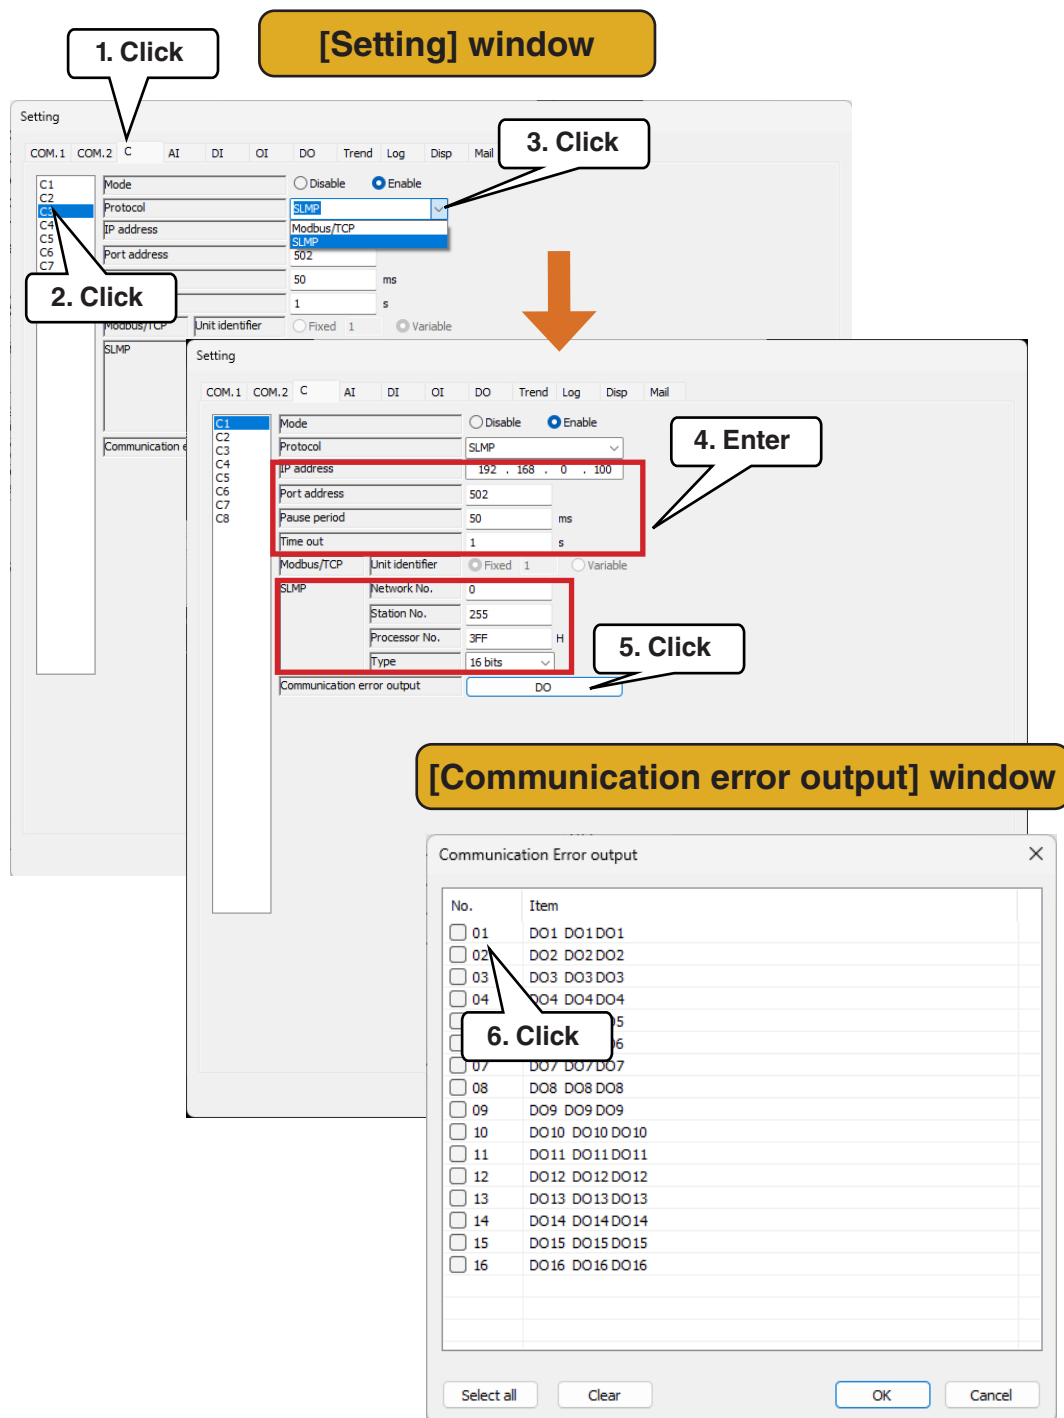 [Setting] window
1. Click
Setting
COM.1 COM.2 C AI DI OI DO Trend Log Disp Mail
3. Click
C1
C2
C3
C4
C5
C6
C7
Mode Disable Enable
Protocol SLMP
Modbus/TCP
SLMP
IP address
Port address 502
50 ms
1 s
2. Click
Modbus/TCP Unit identifier Fixed 1 Variable
SLMP
Communication e
Setting
COM.1 COM.2 C AI DI OI DO Trend Log Disp Mail
C1
C2
C3
C4
C5
C6
C7
C8
Mode Disable Enable
Protocol SLMP
IP address 192 . 168 . 0 . 100
Port address 502
Pause period 50 ms
Time out 1 s
4. Enter
Modbus/TCP Unit identifier Fixed 1 Variable
SLMP Network No. 0
Station No. 255
Processor No. 3FF H
Type 16 bits
5. Click
Communication error output DO
[Communication error output] window
Communication Error output
No. Item
01 DO1 DO1 DO1
02 DO2 DO2 DO2
03 DO3 DO3 DO3
04 DO4 DO4 DO4
6. Click
07 DO7 DO7 DO7
08 DO8 DO8 DO8
09 DO9 DO9 DO9
10 DO10 DO10 DO10
11 DO11 DO11 DO11
12 DO12 DO12 DO12
13 DO13 DO13 DO13
14 DO14 DO14 DO14
15 DO15 DO15 DO15
16 DO16 DO16 DO16
Select all Clear OK Cancel